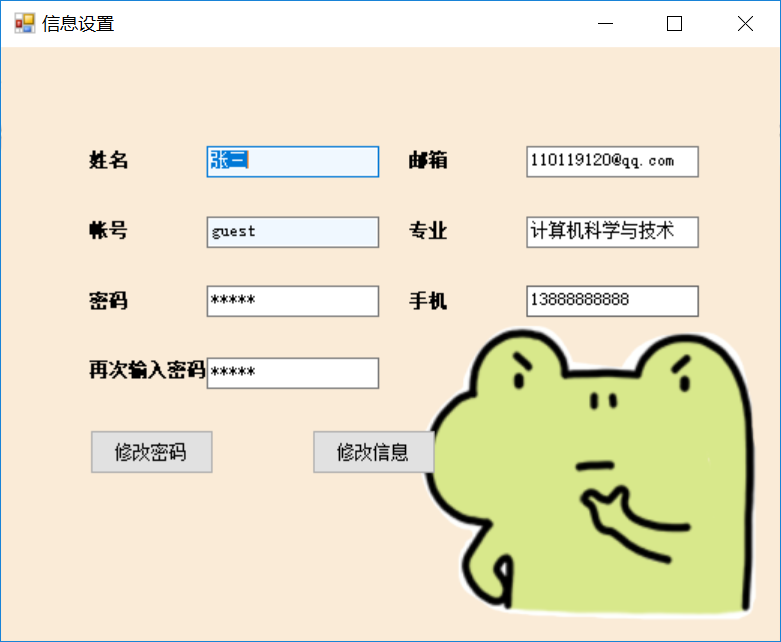 信息设置
姓名 张三 邮箱 110119120@qq.com
帐号 guest 专业 计算机科学与技术
密码 ***** 手机 13888888888
再次输入密码 *****
修改密码 修改信息